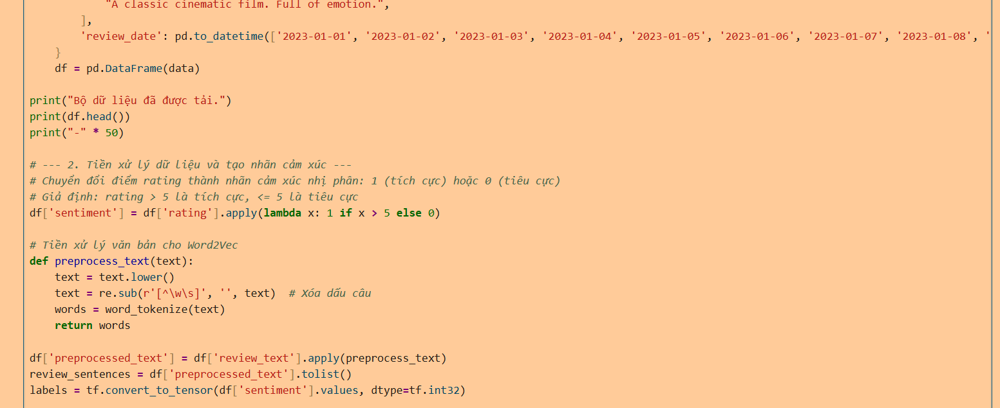 "A classic cinematic film. Full of emotion.",
],
'review_date': pd.to_datetime(['2023-01-01', '2023-01-02', '2023-01-03', '2023-01-04', '2023-01-05', '2023-01-06', '2023-01-07', '2023-01-08', '
}
df = pd.DataFrame(data)
print("Bộ dữ liệu đã được tải.")
print(df.head())
print("-" * 50)
# --- 2. Tiền xử lý dữ liệu và tạo nhãn cảm xúc ---
# Chuyển đổi điểm rating thành nhãn cảm xúc nhị phân: 1 (tích cực) hoặc 0 (tiêu cực)
# Giả định: rating > 5 là tích cực, <= 5 là tiêu cực
df['sentiment'] = df['rating'].apply(lambda x: 1 if x > 5 else 0)
# Tiền xử lý văn bản cho Word2Vec
def preprocess_text(text):
text = text.lower()
text = re.sub(r'[^\w\s]', '', text)  # Xóa dấu câu
words = word_tokenize(text)
return words
df['preprocessed_text'] = df['review_text'].apply(preprocess_text)
review_sentences = df['preprocessed_text'].tolist()
labels = tf.convert_to_tensor(df['sentiment'].values, dtype=tf.int32)